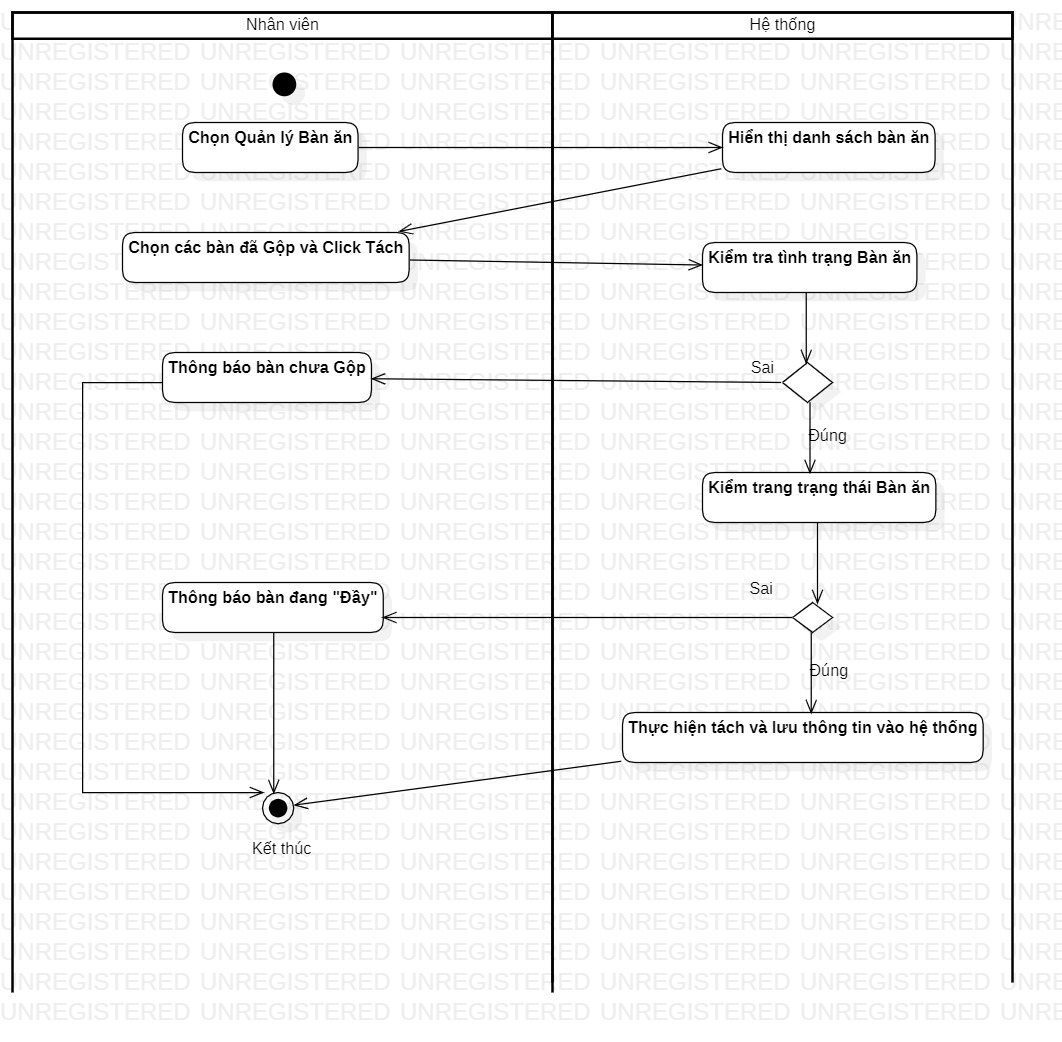 Nhân viên
Hệ thống
Chọn Quản lý Bàn ăn
Hiển thị danh sách bàn ăn
Chọn các bàn đã Gộp và Click Tách
Kiểm tra tình trạng Bàn ăn
Thông báo bàn chưa Gộp
Sai
Đúng
Kiểm trang trạng thái Bàn ăn
Thông báo bàn đang "Đầy"
Sai
Đúng
Thực hiện tách và lưu thông tin vào hệ thống
Kết thúc
UNREGISTERED